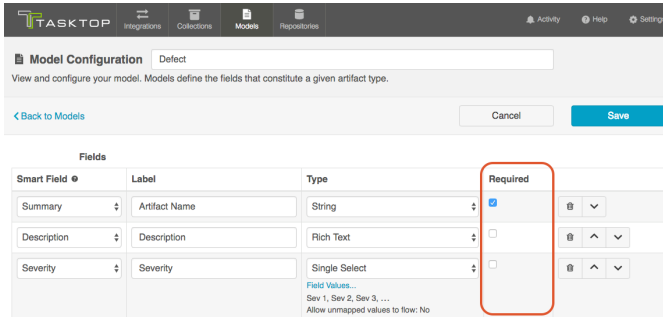 TASKTOP
Integrations Collections Models Repositories Activity Help Setting
Model Configuration Defect
View and configure your model. Models define the fields that constitute a given artifact type.
Back to Models Cancel Save
Fields
Smart Field Label Type Required
Summary Artifact Name String
Description Description Rich Text
Severity Severity Single Select
Field Values...
Sev 1, Sev 2, Sev 3, ...
Allow unmapped values to flow: No